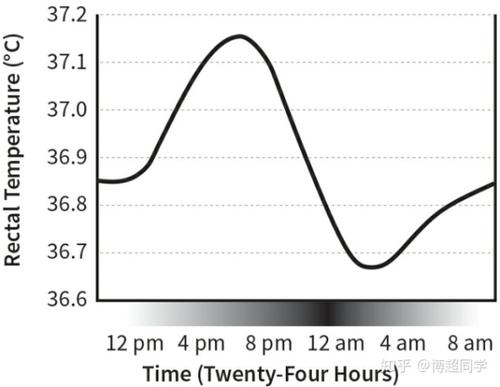 Rectal Temperature (°C)
37.2
37.1
37.0
36.9
36.8
36.7
36.6
12 pm 4 pm 8 pm 12 am 4 am 8 am
Time (Twenty-Four Hours)
知乎 @博超同学